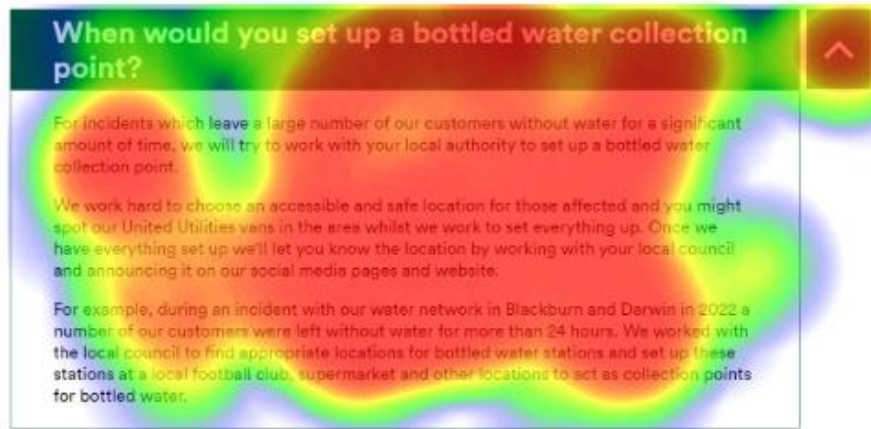 When would you set up a bottled water collection
point?
For incidents which leave a large number of our customers without water for a significant
amount of time, we will try to work with your local authority to set up a bottled water
collection point.
We work hard to choose an accessible and safe location for those affected and you might
spot our United Utilities vans in the area whilst we work to set everything up. Once we
have everything set up we'll let you know the location by working with your local council
and announcing it on our social media pages and website.
For example, during an incident with our water network in Blackburn and Darwin in 2022 a
number of our customers were left without water for more than 24 hours. We worked with
the local council to find appropriate locations for bottled water stations and set up these
stations at a local football club, supermarket and other locations to act as collection points
for bottled water.